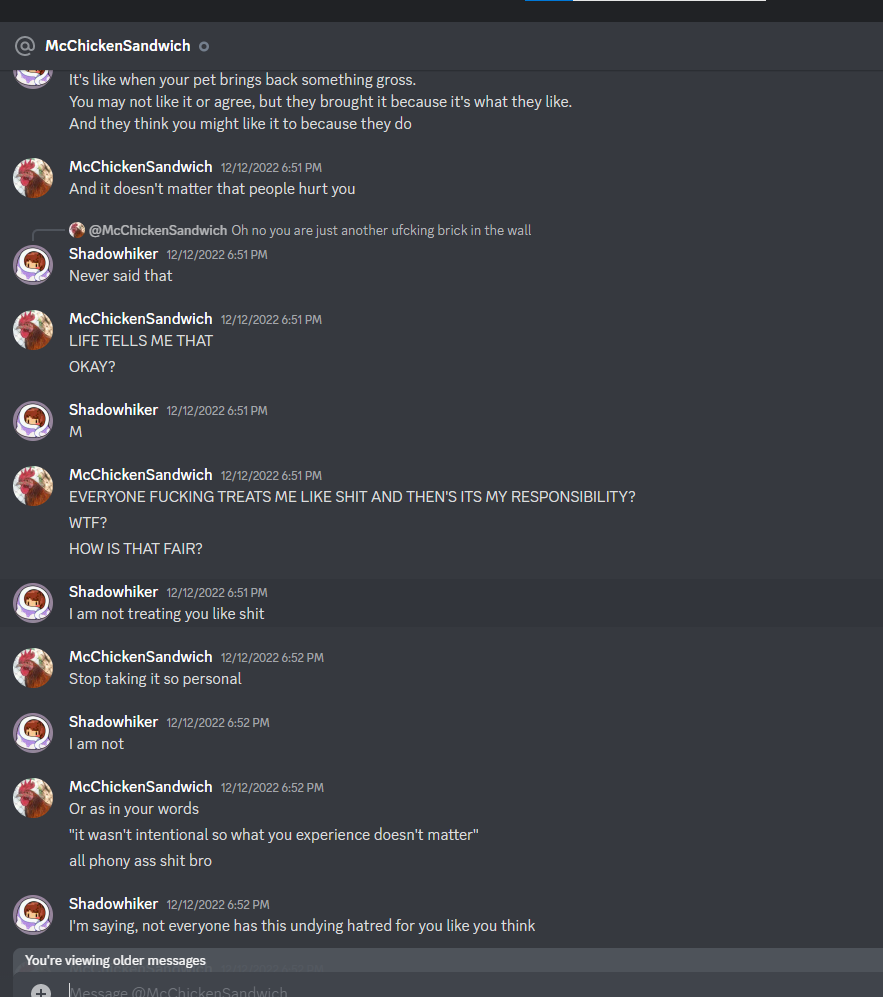 McChickenSandwich
It's like when your pet brings back something gross.
You may not like it or agree, but they brought it because it's what they like.
And they think you might like it to because they do
McChickenSandwich 12/12/2022 6:51 PM
And it doesn't matter that people hurt you
@McChickenSandwich Oh no you are just another ufcking brick in the wall
Shadowhiker 12/12/2022 6:51 PM
Never said that
McChickenSandwich 12/12/2022 6:51 PM
LIFE TELLS ME THAT
OKAY?
Shadowhiker 12/12/2022 6:51 PM
M
McChickenSandwich 12/12/2022 6:51 PM
EVERYONE FUCKING TREATS ME LIKE SHIT AND THEN'S ITS MY RESPONSIBILITY?
WTF?
HOW IS THAT FAIR?
Shadowhiker 12/12/2022 6:51 PM
I am not treating you like shit
McChickenSandwich 12/12/2022 6:52 PM
Stop taking it so personal
Shadowhiker 12/12/2022 6:52 PM
I am not
McChickenSandwich 12/12/2022 6:52 PM
Or as in your words
"it wasn't intentional so what you experience doesn't matter"
all phony ass shit bro
Shadowhiker 12/12/2022 6:52 PM
I'm saying, not everyone has this undying hatred for you like you think
You're viewing older messages
Message @McChickenSandwich